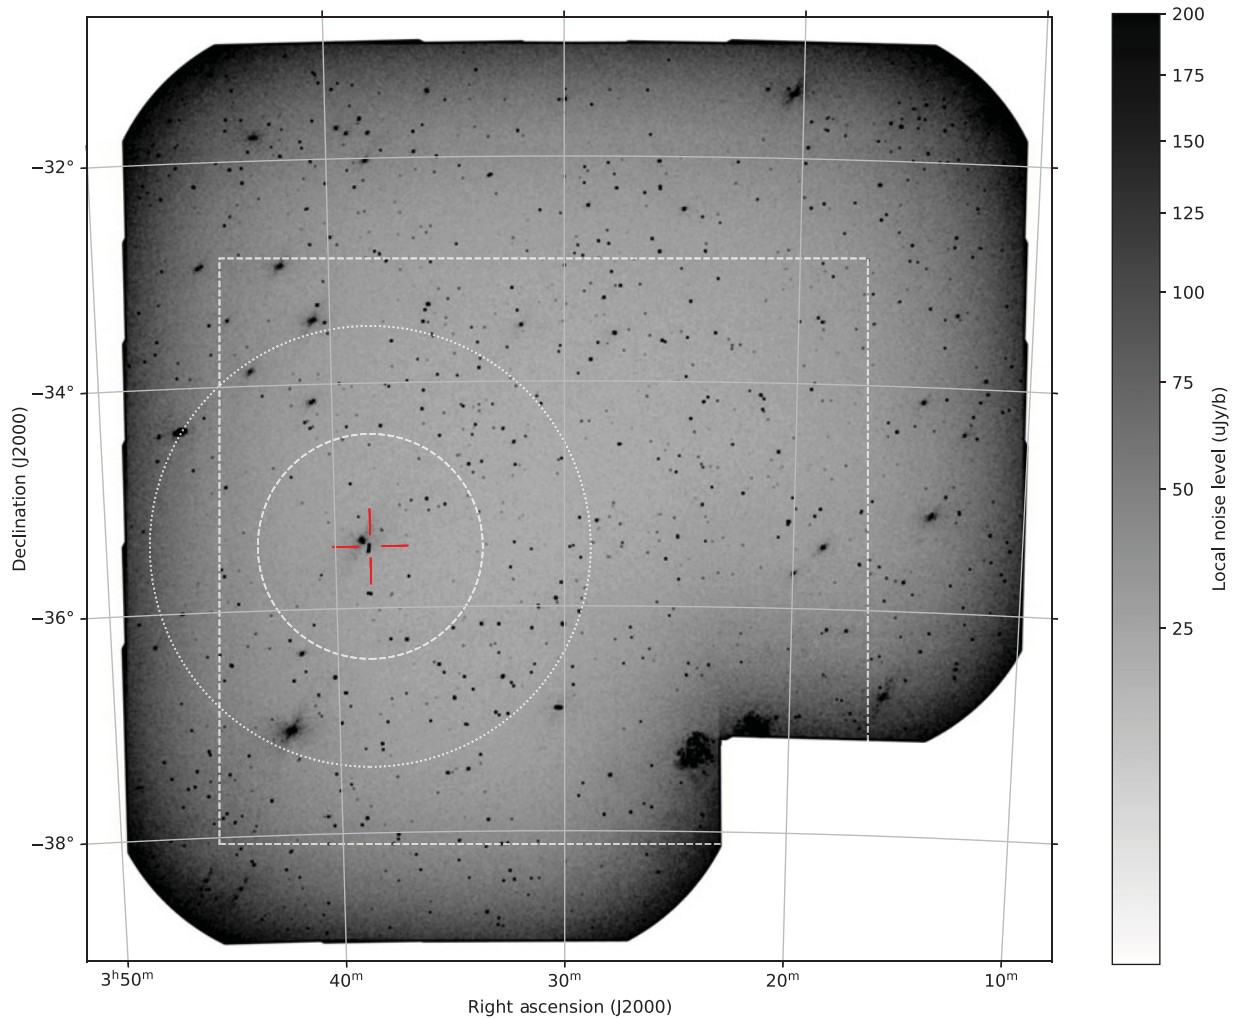 −32°
−34°
−36°
−38°
Declination (J2000)
3ʰ50ᵐ
40ᵐ
30ᵐ
20ᵐ
10ᵐ
Right ascension (J2000)
200
175
150
125
100
75
50
25
Local noise level (uJy/b)